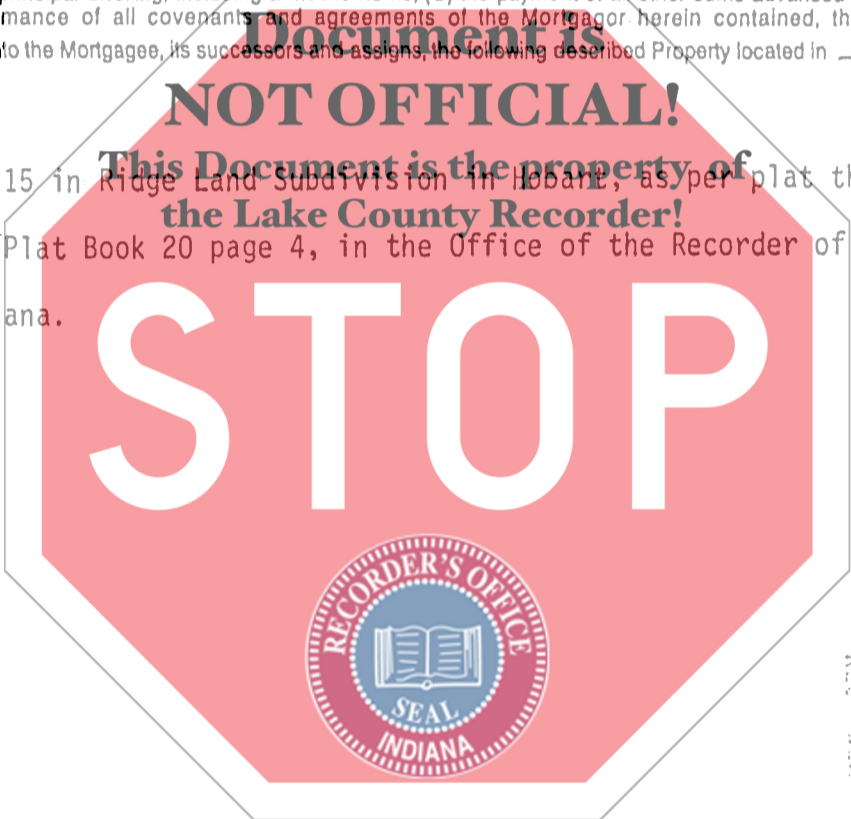 mance of all covenants and agreements of the Mortgagor herein contained, th
to the Mortgagee, its successors and assigns, the following described Property located in
Document is
NOT OFFICIAL!
This Document is the property of
the Lake County Recorder!
15 in Ridge Land Subdivision in Hobart, as per plat th
Plat Book 20 page 4, in the Office of the Recorder of
ana.
STOP
RECORDER'S OFFICE
SEAL
INDIANA